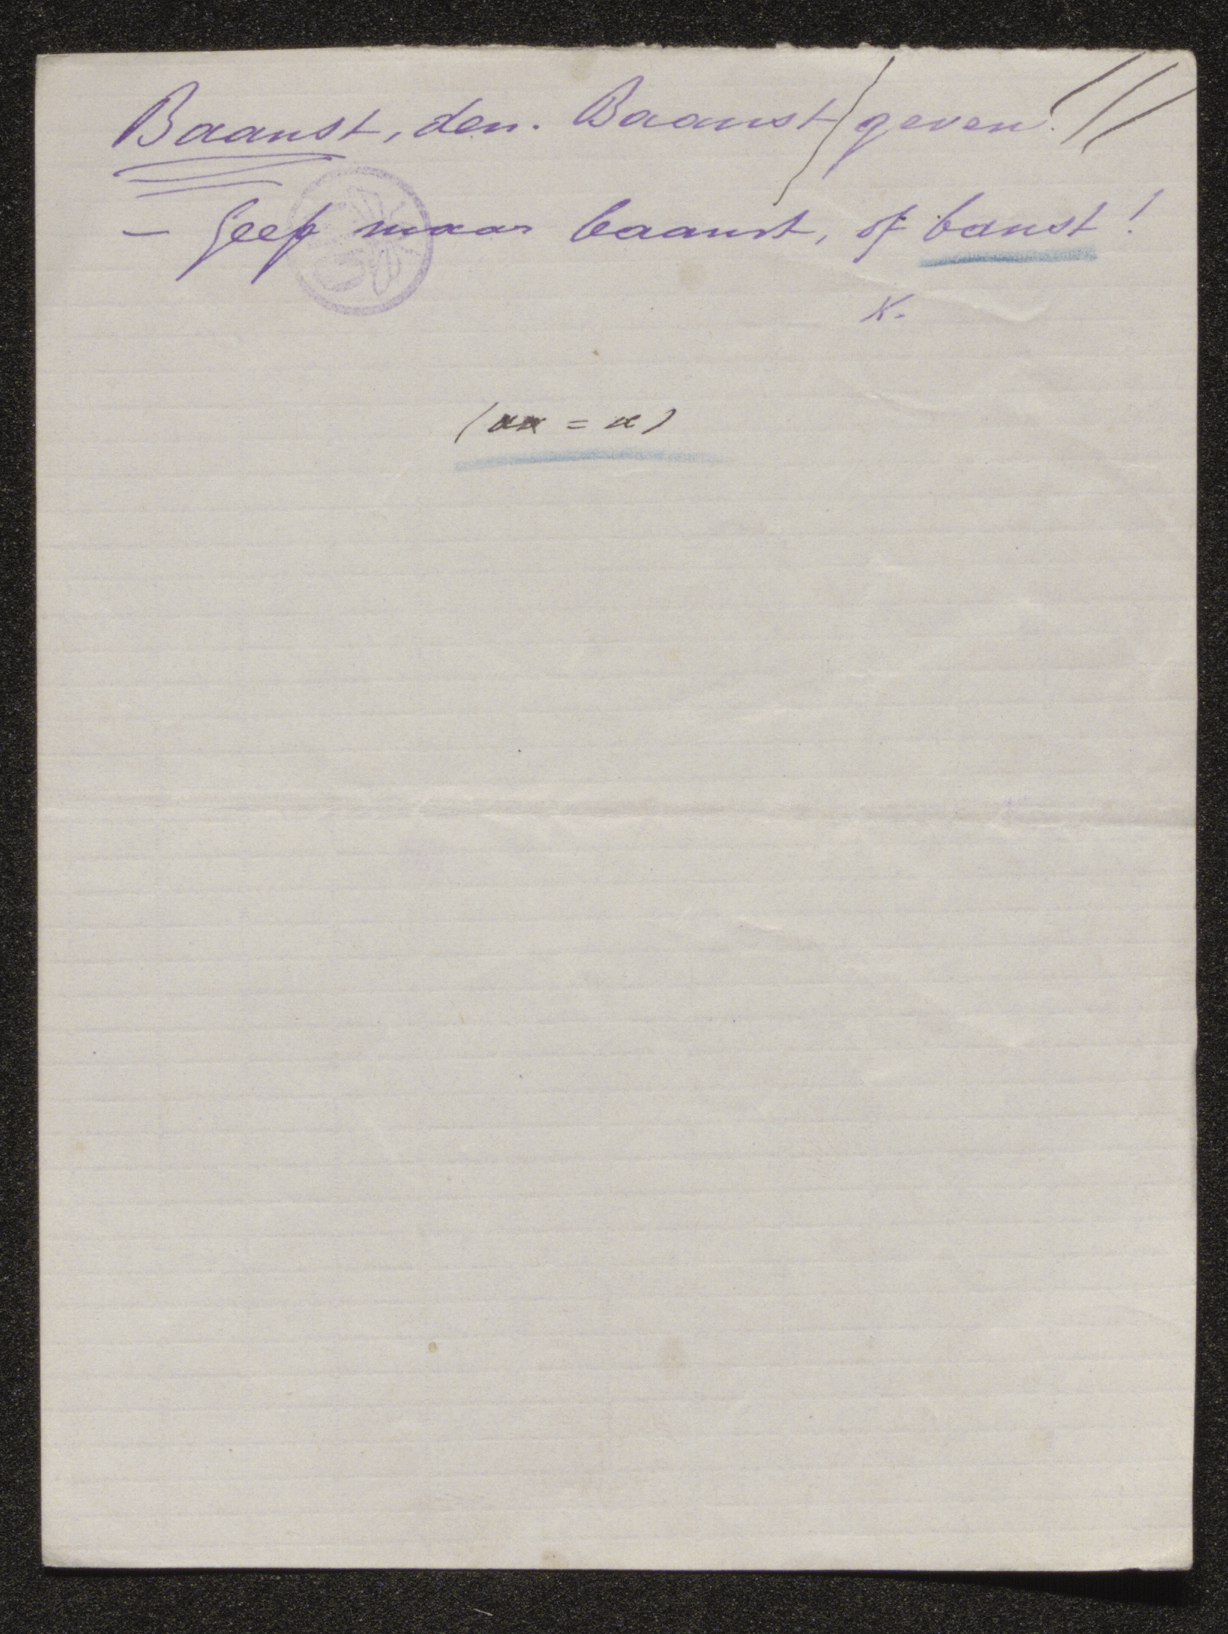 Baanst, den. Baanst geven.
— Geef maar baanst, of banst!
x.
(aa = a)